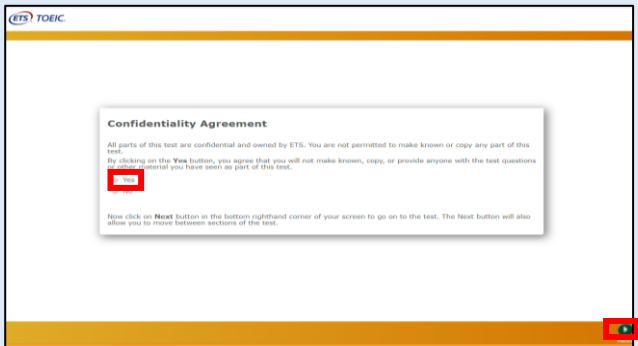 ETS TOEIC.
Confidentiality Agreement
All parts of this test are confidential and owned by ETS. You are not permitted to make known or copy any part of this
test.
By clicking on the Yes button, you agree that you will not make known, copy, or provide anyone with the test questions
or other material you have seen as part of this test.
Yes
No
Now click on Next button in the bottom righthand corner of your screen to go on to the test. The Next button will also
allow you to move between sections of the test.